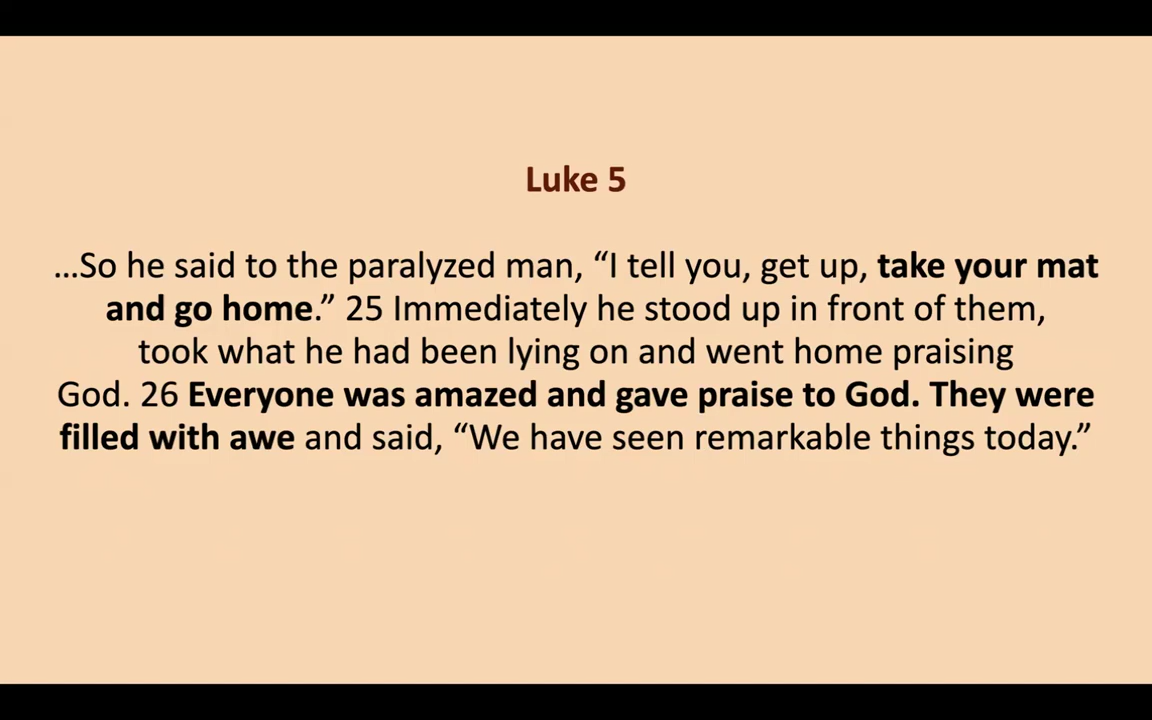 Luke 5
…So he said to the paralyzed man, “I tell you, get up, take your mat
and go home.” 25 Immediately he stood up in front of them,
took what he had been lying on and went home praising
God. 26 Everyone was amazed and gave praise to God. They were
filled with awe and said, “We have seen remarkable things today.”